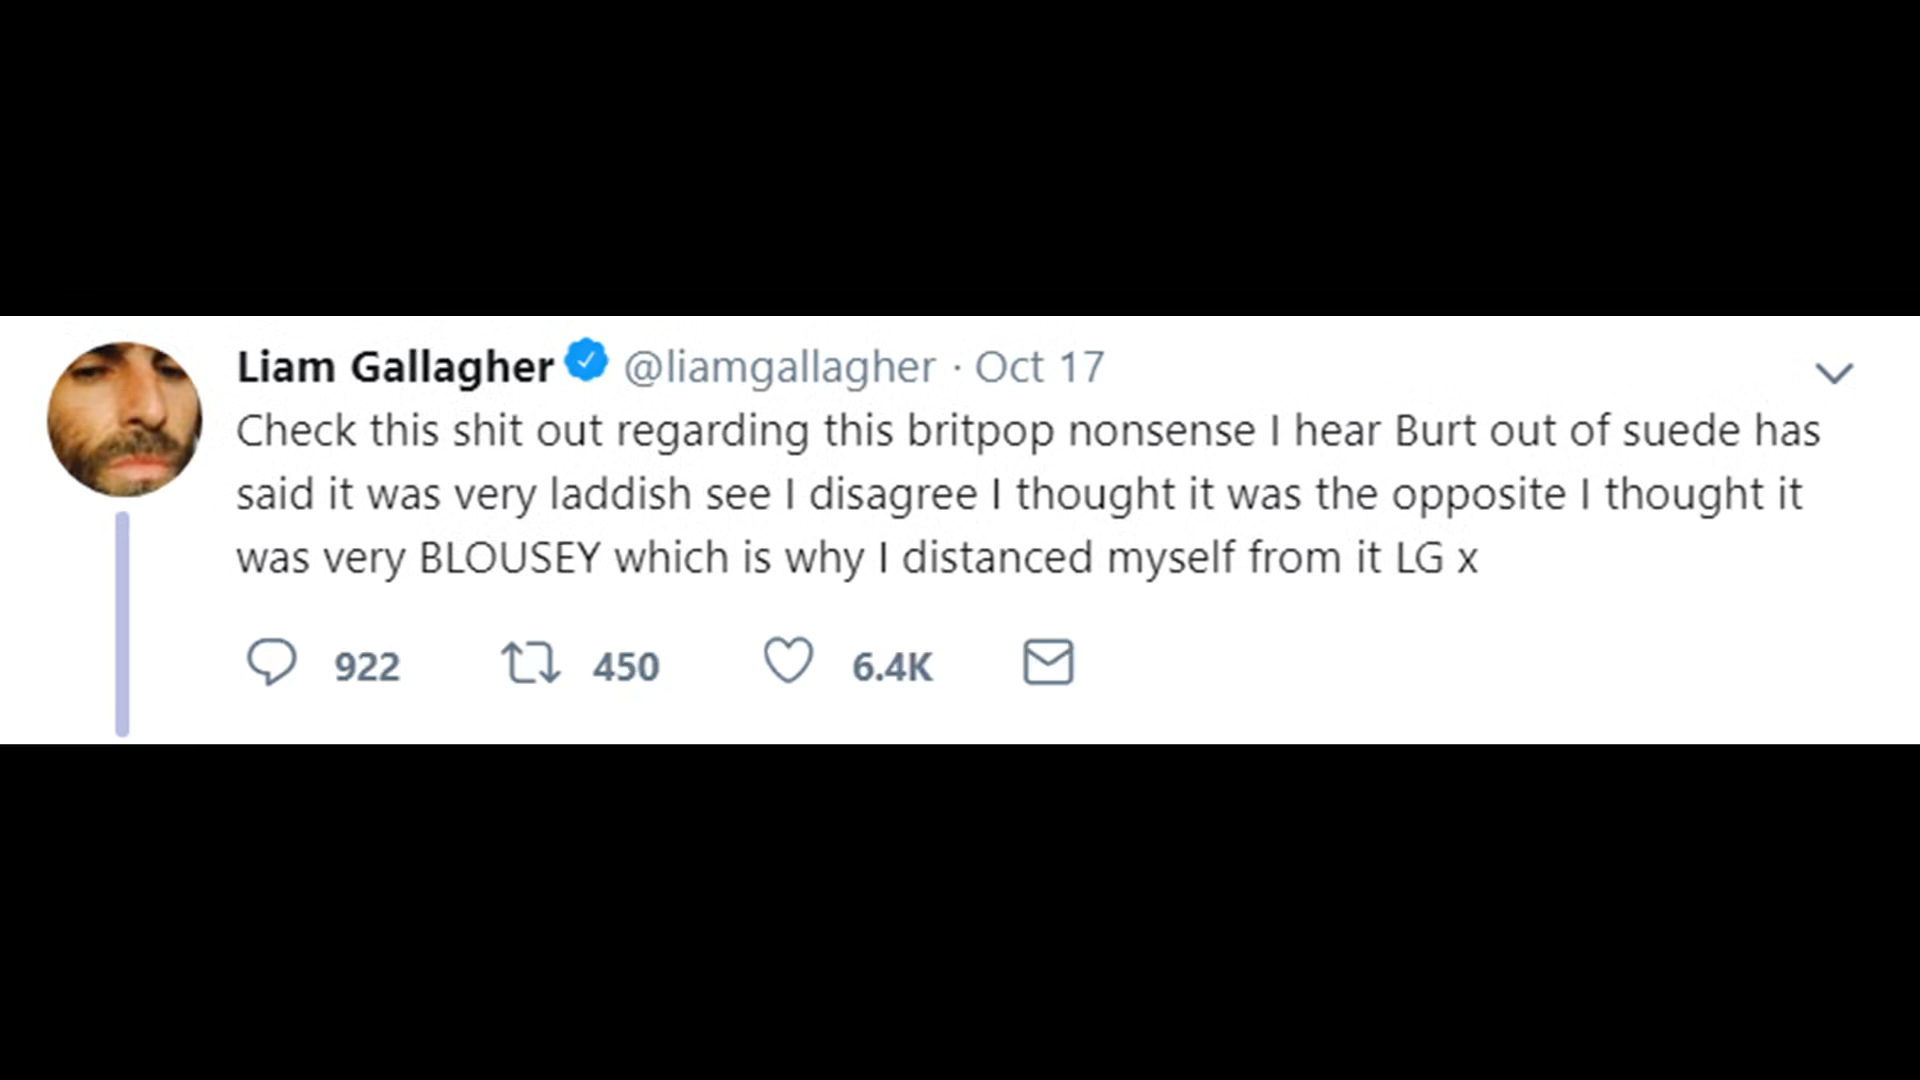 Liam Gallagher @liamgallagher · Oct 17
Check this shit out regarding this britpop nonsense I hear Burt out of suede has
said it was very laddish see I disagree I thought it was the opposite I thought it
was very BLOUSEY which is why I distanced myself from it LG x
922 450 6.4K